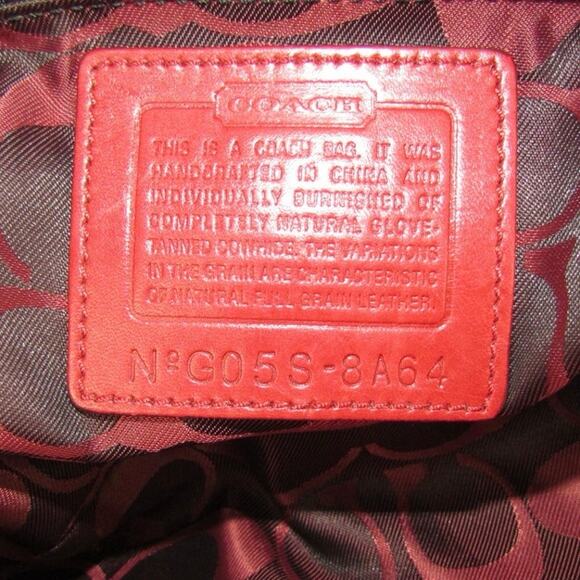 COACH
THIS IS A COACH BAG. IT WAS
HANDCRAFTED IN CHINA AND
INDIVIDUALLY BURNISHED OF
COMPLETELY NATURAL GLOVE-
TANNED COWHIDE. THE VARIATIONS
IN THE GRAIN ARE CHARACTERISTIC
OF NATURAL FULL GRAIN LEATHER.
Nº G05S-8A64